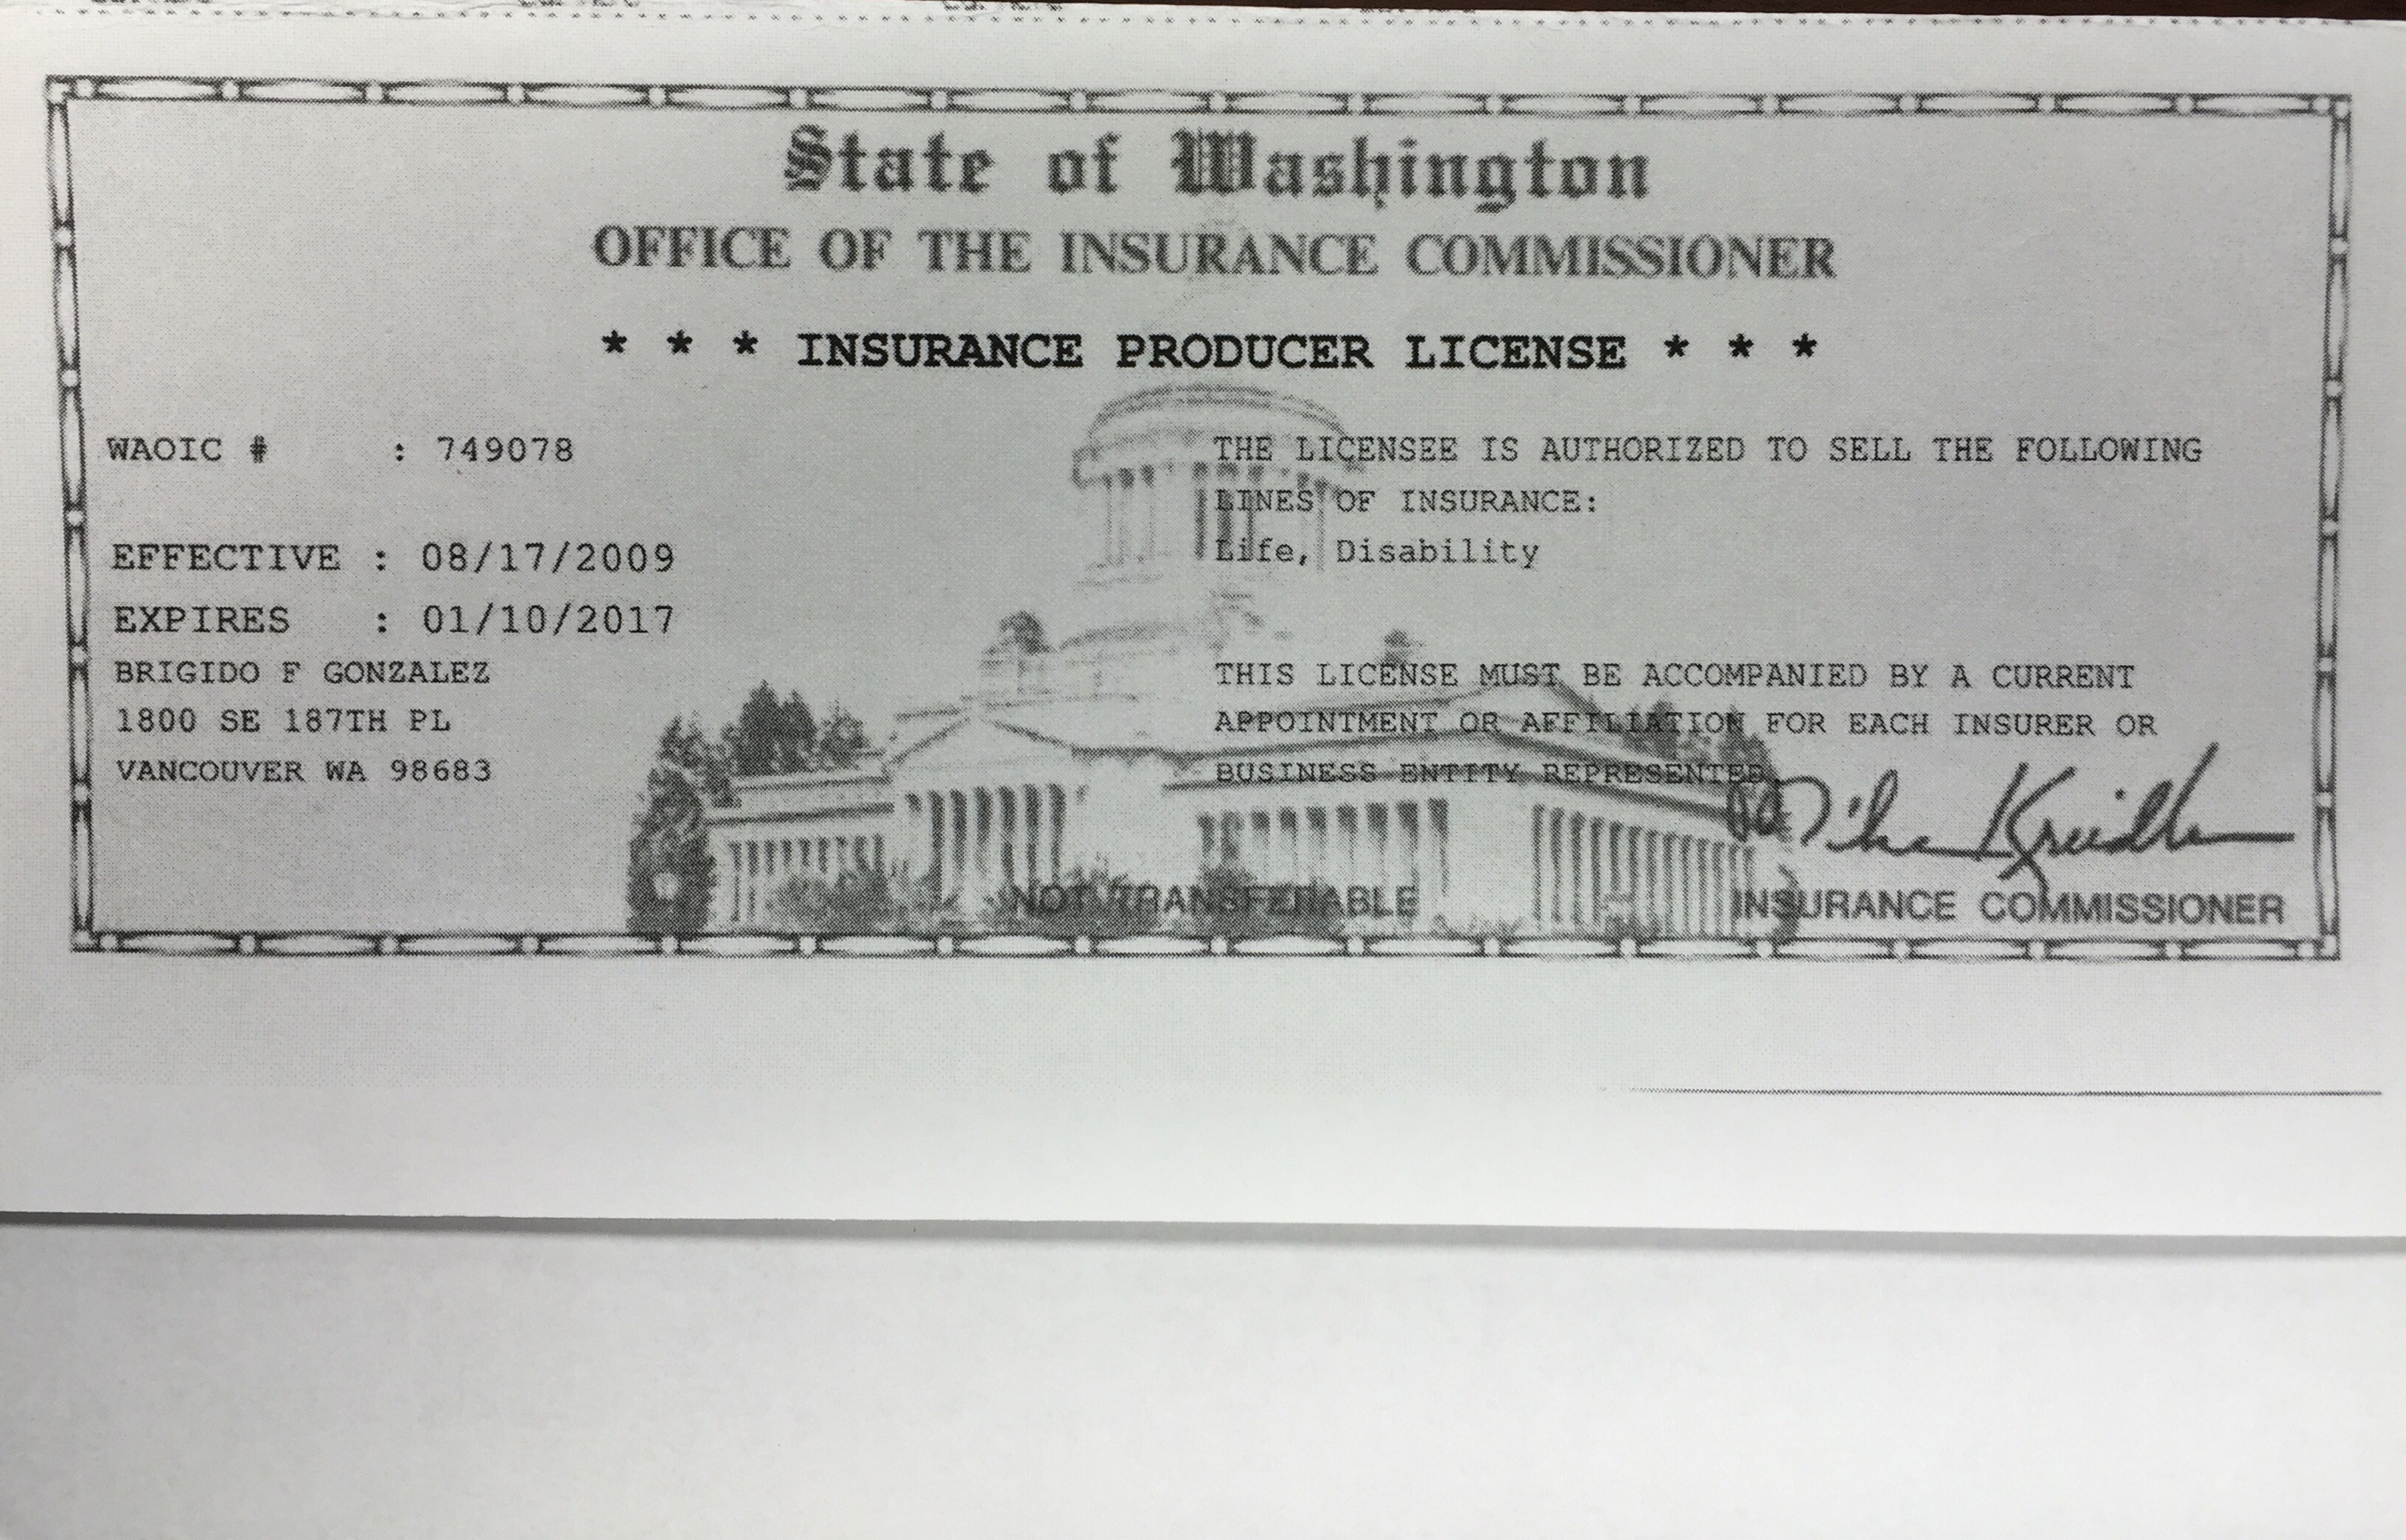 State of Washington
OFFICE OF THE INSURANCE COMMISSIONER
* * * INSURANCE PRODUCER LICENSE * * *
WAOIC # : 749078
EFFECTIVE : 08/17/2009
EXPIRES : 01/10/2017
BRIGIDO F GONZALEZ
1800 SE 187TH PL
VANCOUVER WA 98683
THE LICENSEE IS AUTHORIZED TO SELL THE FOLLOWING
LINES OF INSURANCE:
Life, Disability
THIS LICENSE MUST BE ACCOMPANIED BY A CURRENT
APPOINTMENT OR AFFILIATION FOR EACH INSURER OR
BUSINESS ENTITY REPRESENTED
Mike Kreidler
NOT TRANSFERABLE
INSURANCE COMMISSIONER